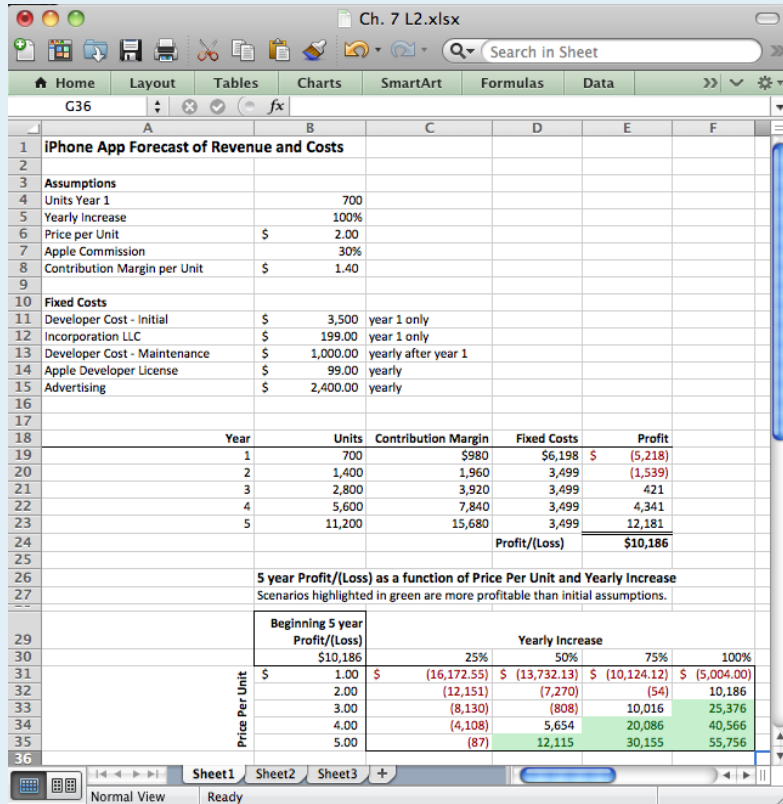 Ch. 7 L2.xlsx
Search in Sheet
Home Layout Tables Charts SmartArt Formulas Data
G36 fx
A B C D E F
1 iPhone App Forecast of Revenue and Costs
2
3 Assumptions
4 Units Year 1 700
5 Yearly Increase 100%
6 Price per Unit $ 2.00
7 Apple Commission 30%
8 Contribution Margin per Unit $ 1.40
9
10 Fixed Costs
11 Developer Cost - Initial $ 3,500 year 1 only
12 Incorporation LLC $ 199.00 year 1 only
13 Developer Cost - Maintenance $ 1,000.00 yearly after year 1
14 Apple Developer License $ 99.00 yearly
15 Advertising $ 2,400.00 yearly
16
17
18 Year Units Contribution Margin Fixed Costs Profit
19 1 700 $980 $6,198 $ (5,218)
20 2 1,400 1,960 3,499 (1,539)
21 3 2,800 3,920 3,499 421
22 4 5,600 7,840 3,499 4,341
23 5 11,200 15,680 3,499 12,181
24 Profit/(Loss) $10,186
25
26 5 year Profit/(Loss) as a function of Price Per Unit and Yearly Increase
27 Scenarios highlighted in green are more profitable than initial assumptions.
Beginning 5 year
29 Profit/(Loss) Yearly Increase
30 $10,186 25% 50% 75% 100%
Price Per Unit
31 $ 1.00 $ (16,172.55) $ (13,732.13) $ (10,124.12) $ (5,004.00)
32 2.00 (12,151) (7,270) (54) 10,186
33 3.00 (8,130) (808) 10,016 25,376
34 4.00 (4,108) 5,654 20,086 40,566
35 5.00 (87) 12,115 30,155 55,756
36
Sheet1 Sheet2 Sheet3 +
Normal View Ready